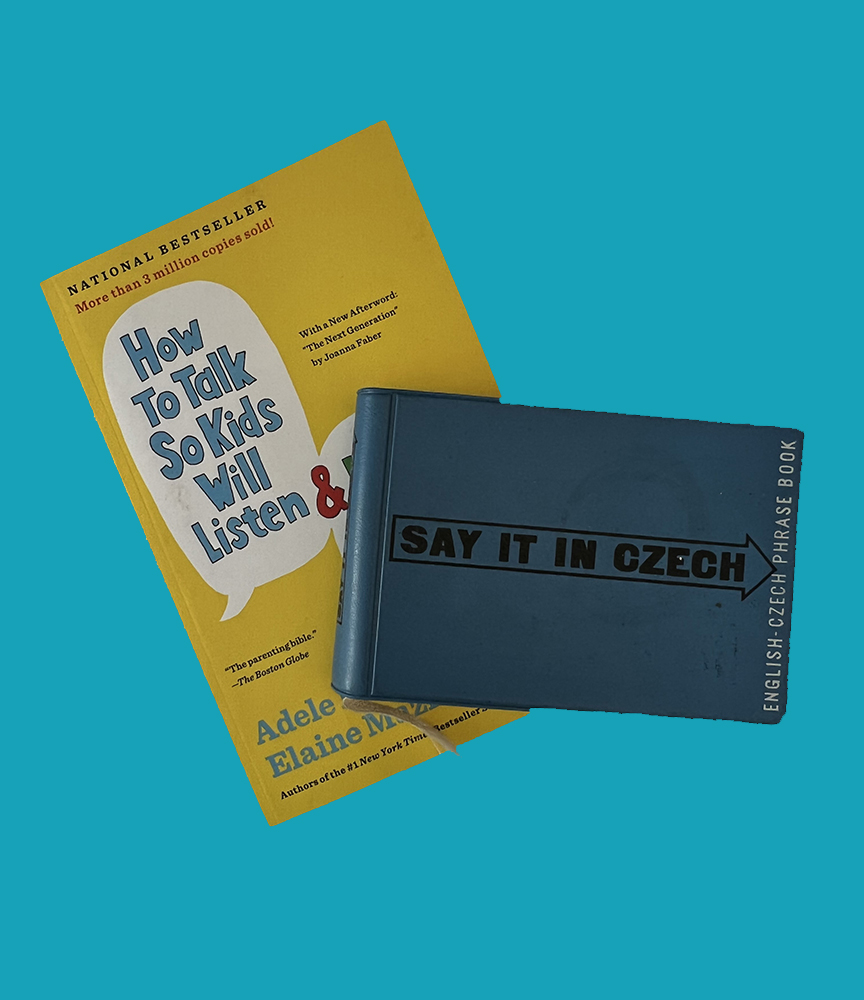 NATIONAL BESTSELLER
More than 3 million copies sold!
How
To Talk
So Kids
Will
Listen &
With a New Afterword:
"The Next Generation"
by Joanna Faber
"The parenting bible."
—The Boston Globe
Adele
Elaine
Authors of the #1 New York Times Bestseller
SAY IT IN CZECH
ENGLISH-CZECH PHRASE BOOK